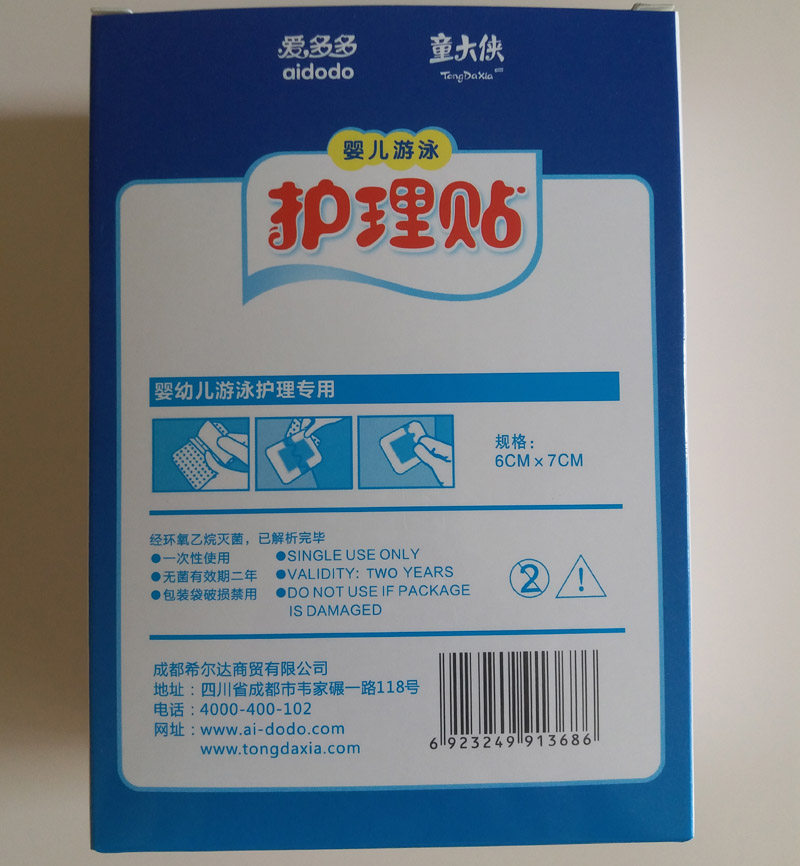 爱多多
aidodo
童大侠
TongDaXia
婴儿游泳
护理贴
婴幼儿游泳护理专用
规格：
6CM×7CM
经环氧乙烷灭菌，已解析完毕
●一次性使用
●无菌有效期二年
●包装袋破损禁用
●SINGLE USE ONLY
●VALIDITY: TWO YEARS
●DO NOT USE IF PACKAGE
IS DAMAGED
2
!
成都希尔达商贸有限公司
地址：四川省成都市韦家碾一路118号
电话：4000-400-102
网址：www.ai-dodo.com
www.tongdaxia.com
6 923249 913686